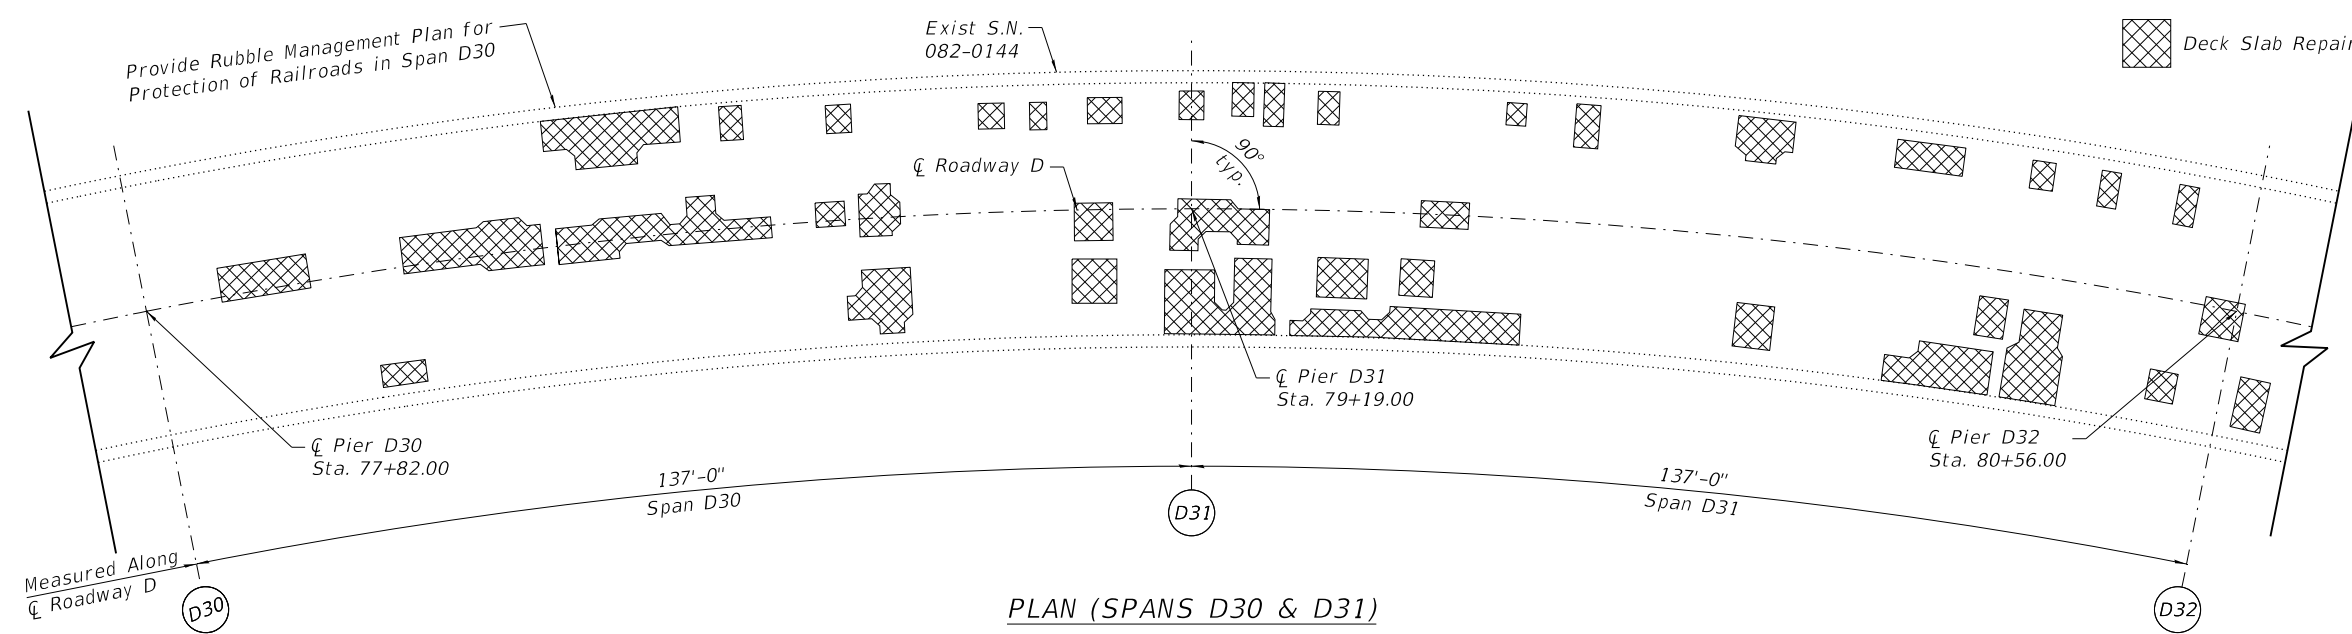 Provide Rubble Management Plan for
Protection of Railroads in Span D30
Exist S.N.
082-0144
Deck Slab Repair
℄ Roadway D
90°
typ.
℄ Pier D31
Sta. 79+19.00
℄ Pier D30
Sta. 77+82.00
℄ Pier D32
Sta. 80+56.00
137'-0"
Span D30
137'-0"
Span D31
Measured Along
℄ Roadway D
D30
D31
D32
PLAN (SPANS D30 & D31)